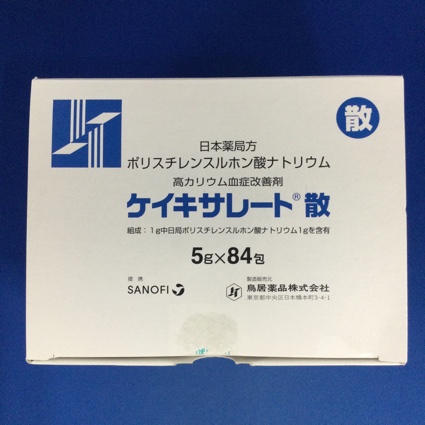 散
日本薬局方
ポリスチレンスルホン酸ナトリウム
高カリウム血症改善剤
ケイキサレート®散
組成：1g中日局ポリスチレンスルホン酸ナトリウム1gを含有
5g×84包
提携
SANOFI
製造販売元
鳥居薬品株式会社
東京都中央区日本橋本町3-4-1